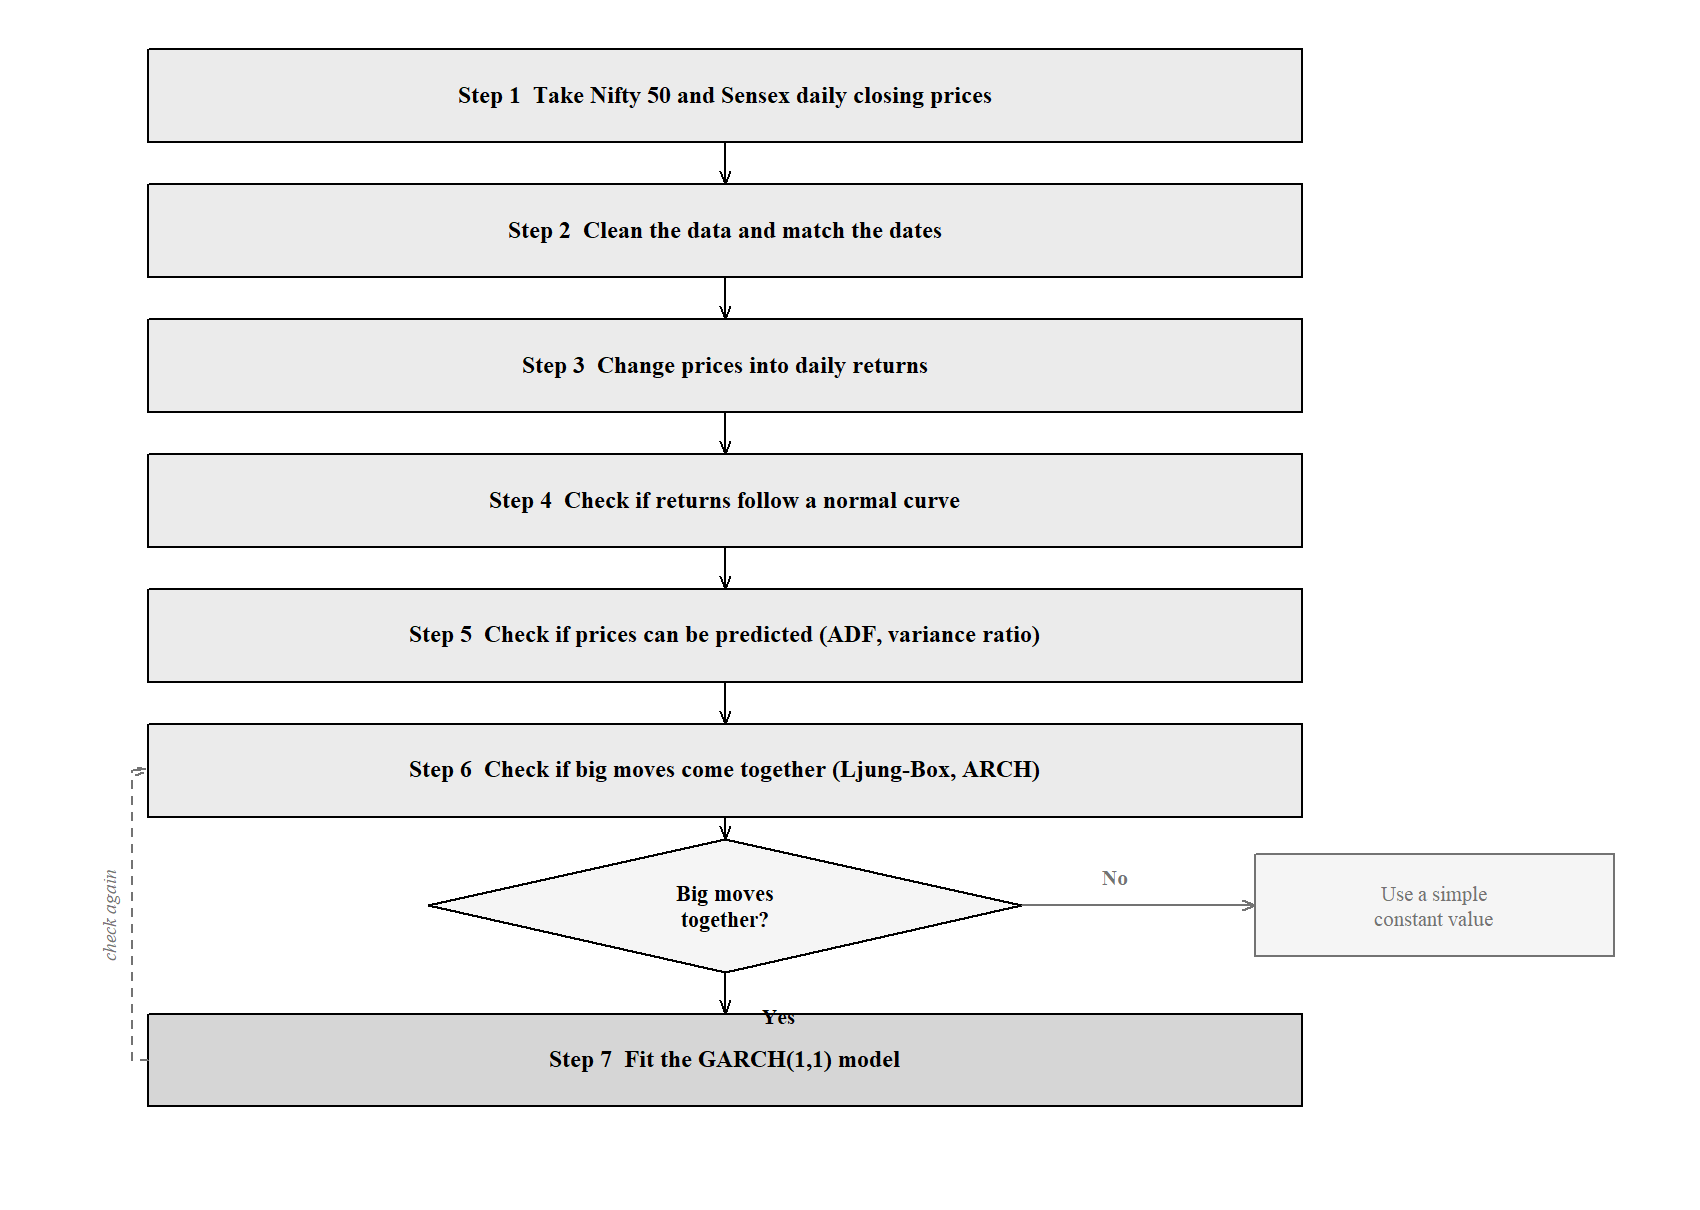 Step 1  Take Nifty 50 and Sensex daily closing prices
Step 2  Clean the data and match the dates
Step 3  Change prices into daily returns
Step 4  Check if returns follow a normal curve
Step 5  Check if prices can be predicted (ADF, variance ratio)
Step 6  Check if big moves come together (Ljung-Box, ARCH)
Big moves
together?
No
Use a simple
constant value
check again
Yes
Step 7  Fit the GARCH(1,1) model